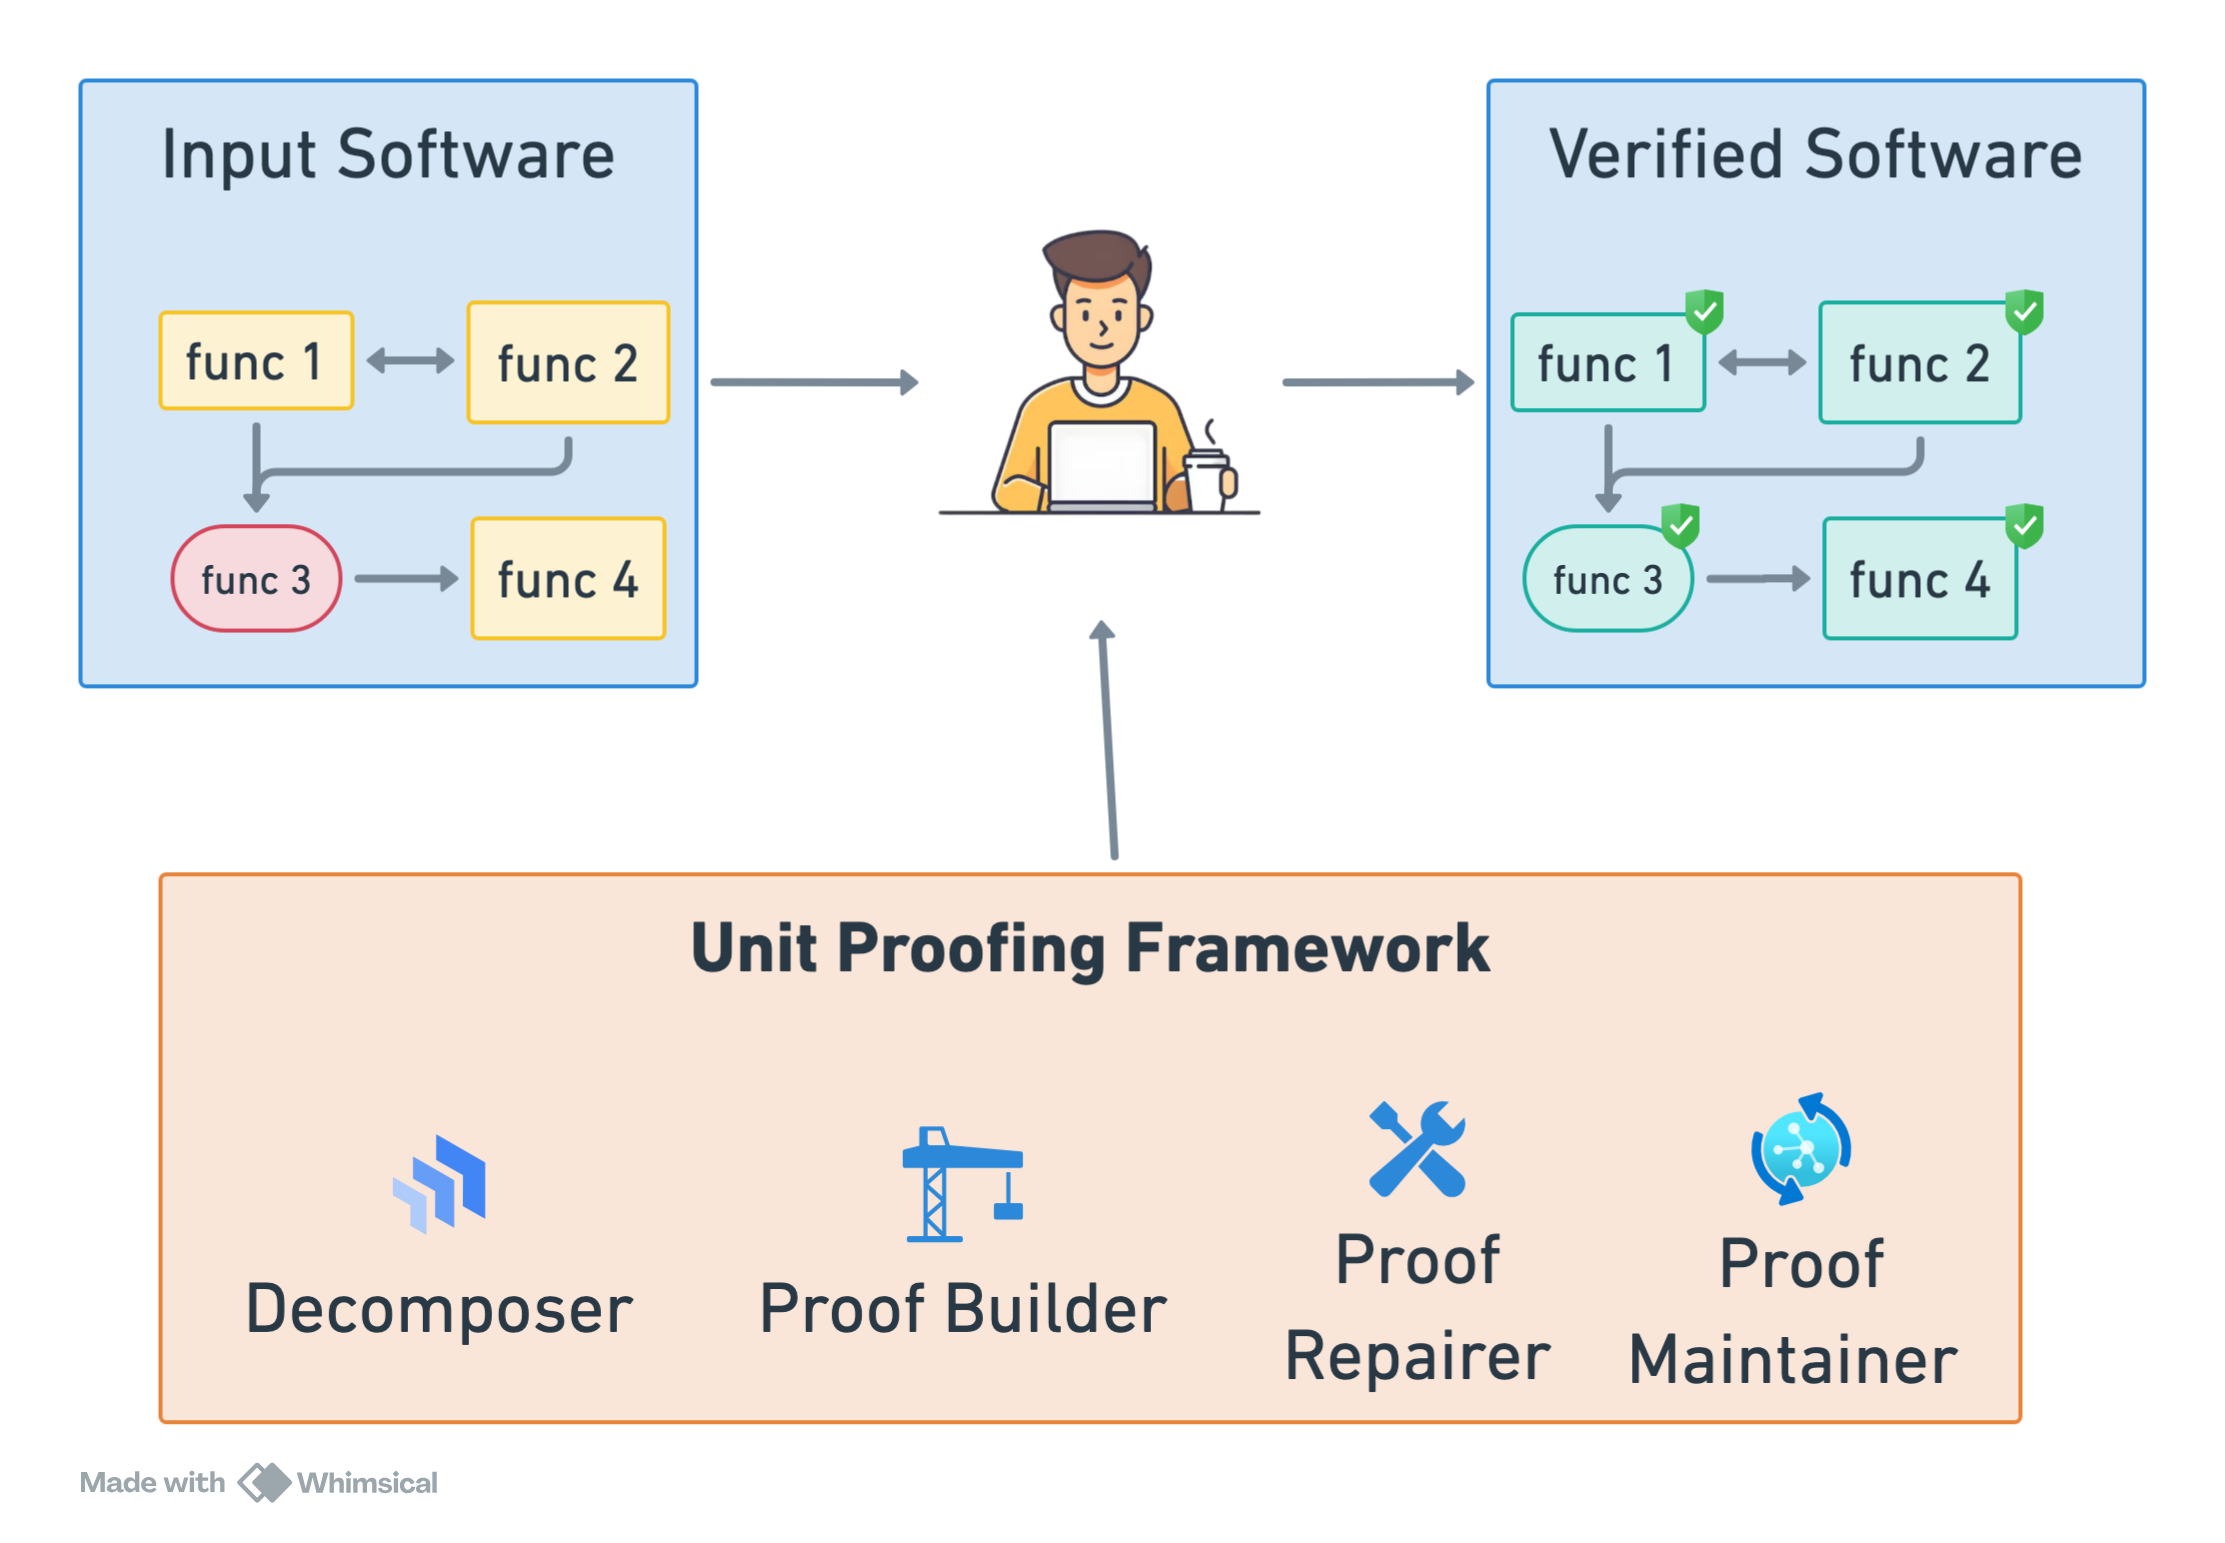 Input Software
Verified Software
func 1
func 2
func 3
func 4
func 1
func 2
func 3
func 4
Unit Proofing Framework
Decomposer
Proof Builder
Proof
Repairer
Proof
Maintainer
Made with Whimsical